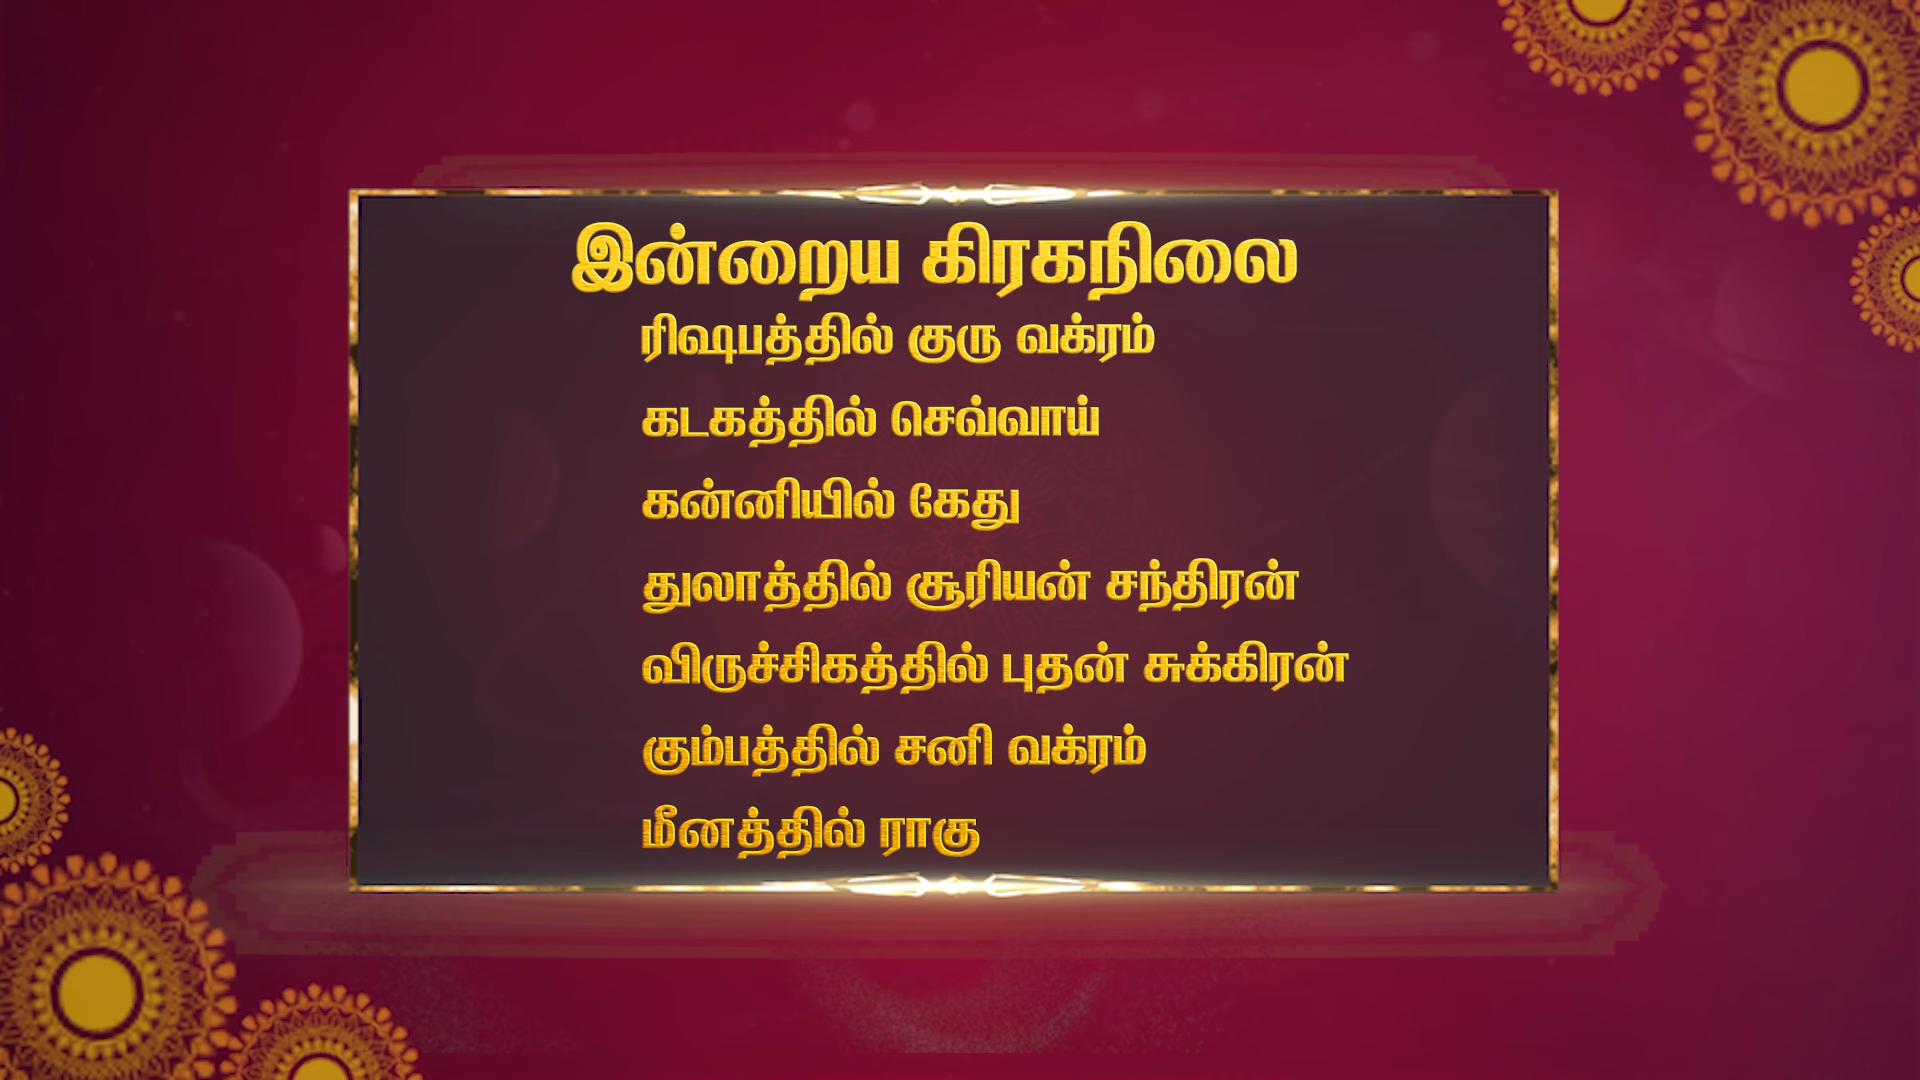 இன்றைய கிரகநிலை
ரிஷபத்தில் குரு வக்ரம்
கடகத்தில் செவ்வாய்
கன்னியில் கேது
துலாத்தில் சூரியன் சந்திரன்
விருச்சிகத்தில் புதன் சுக்கிரன்
கும்பத்தில் சனி வக்ரம்
மீனத்தில் ராகு